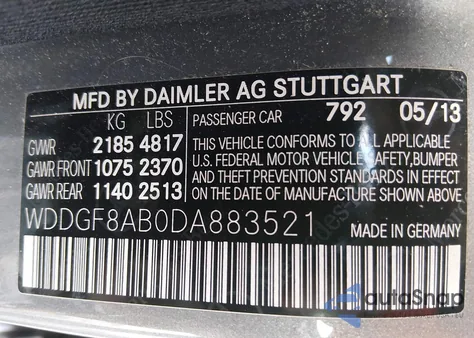 MFD BY DAIMLER AG STUTTGART
KG LBS
GVWR 2185 4817
GAWR FRONT 1075 2370
GAWR REAR 1140 2513
PASSENGER CAR 792 05/13
THIS VEHICLE CONFORMS TO ALL APPLICABLE
U.S. FEDERAL MOTOR VEHICLE SAFETY, BUMPER
AND THEFT PREVENTION STANDARDS IN EFFECT ON
THE DATE OF MANUFACTURE SHOWN ABOVE.
WDDGF8AB0DA883521
MADE IN GERMANY
autoSnap